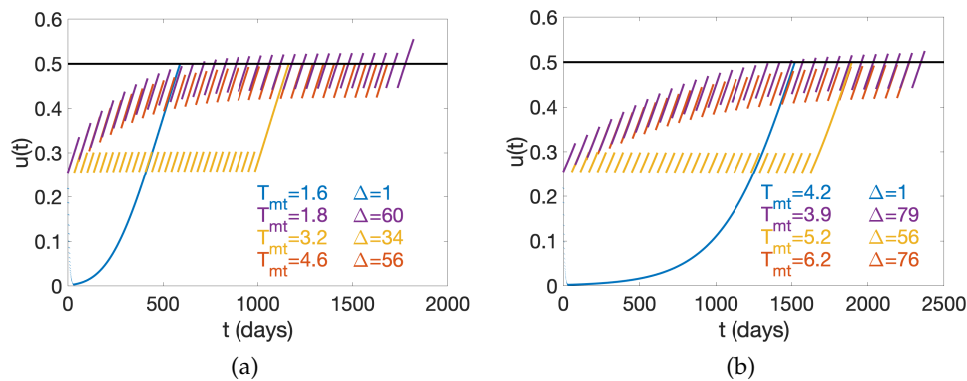 0.6
0.5
0.4
0.3
0.2
0.1
0
u(t)
T_mt=1.6 Δ=1
T_mt=1.8 Δ=60
T_mt=3.2 Δ=34
T_mt=4.6 Δ=56
0 500 1000 1500 2000
t (days)
(a)
0.6
0.5
0.4
0.3
0.2
0.1
0
u(t)
T_mt=4.2 Δ=1
T_mt=3.9 Δ=79
T_mt=5.2 Δ=56
T_mt=6.2 Δ=76
0 500 1000 1500 2000 2500
t (days)
(b)